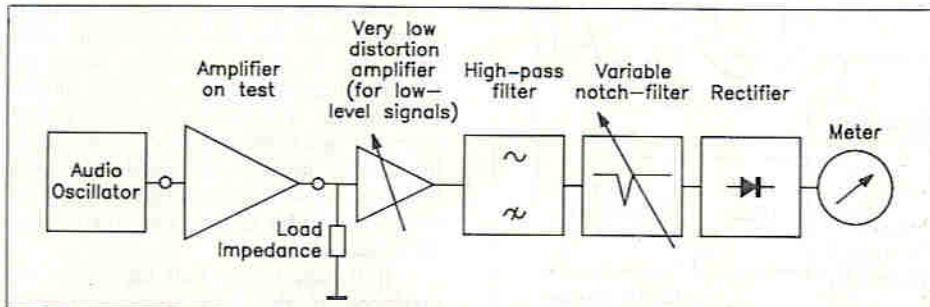 Audio
Oscillator
Amplifier
on test
Load
Impedance
Very low
distortion
amplifier
(for low-
level signals)
High-pass
filter
Variable
notch-filter
Rectifier
Meter